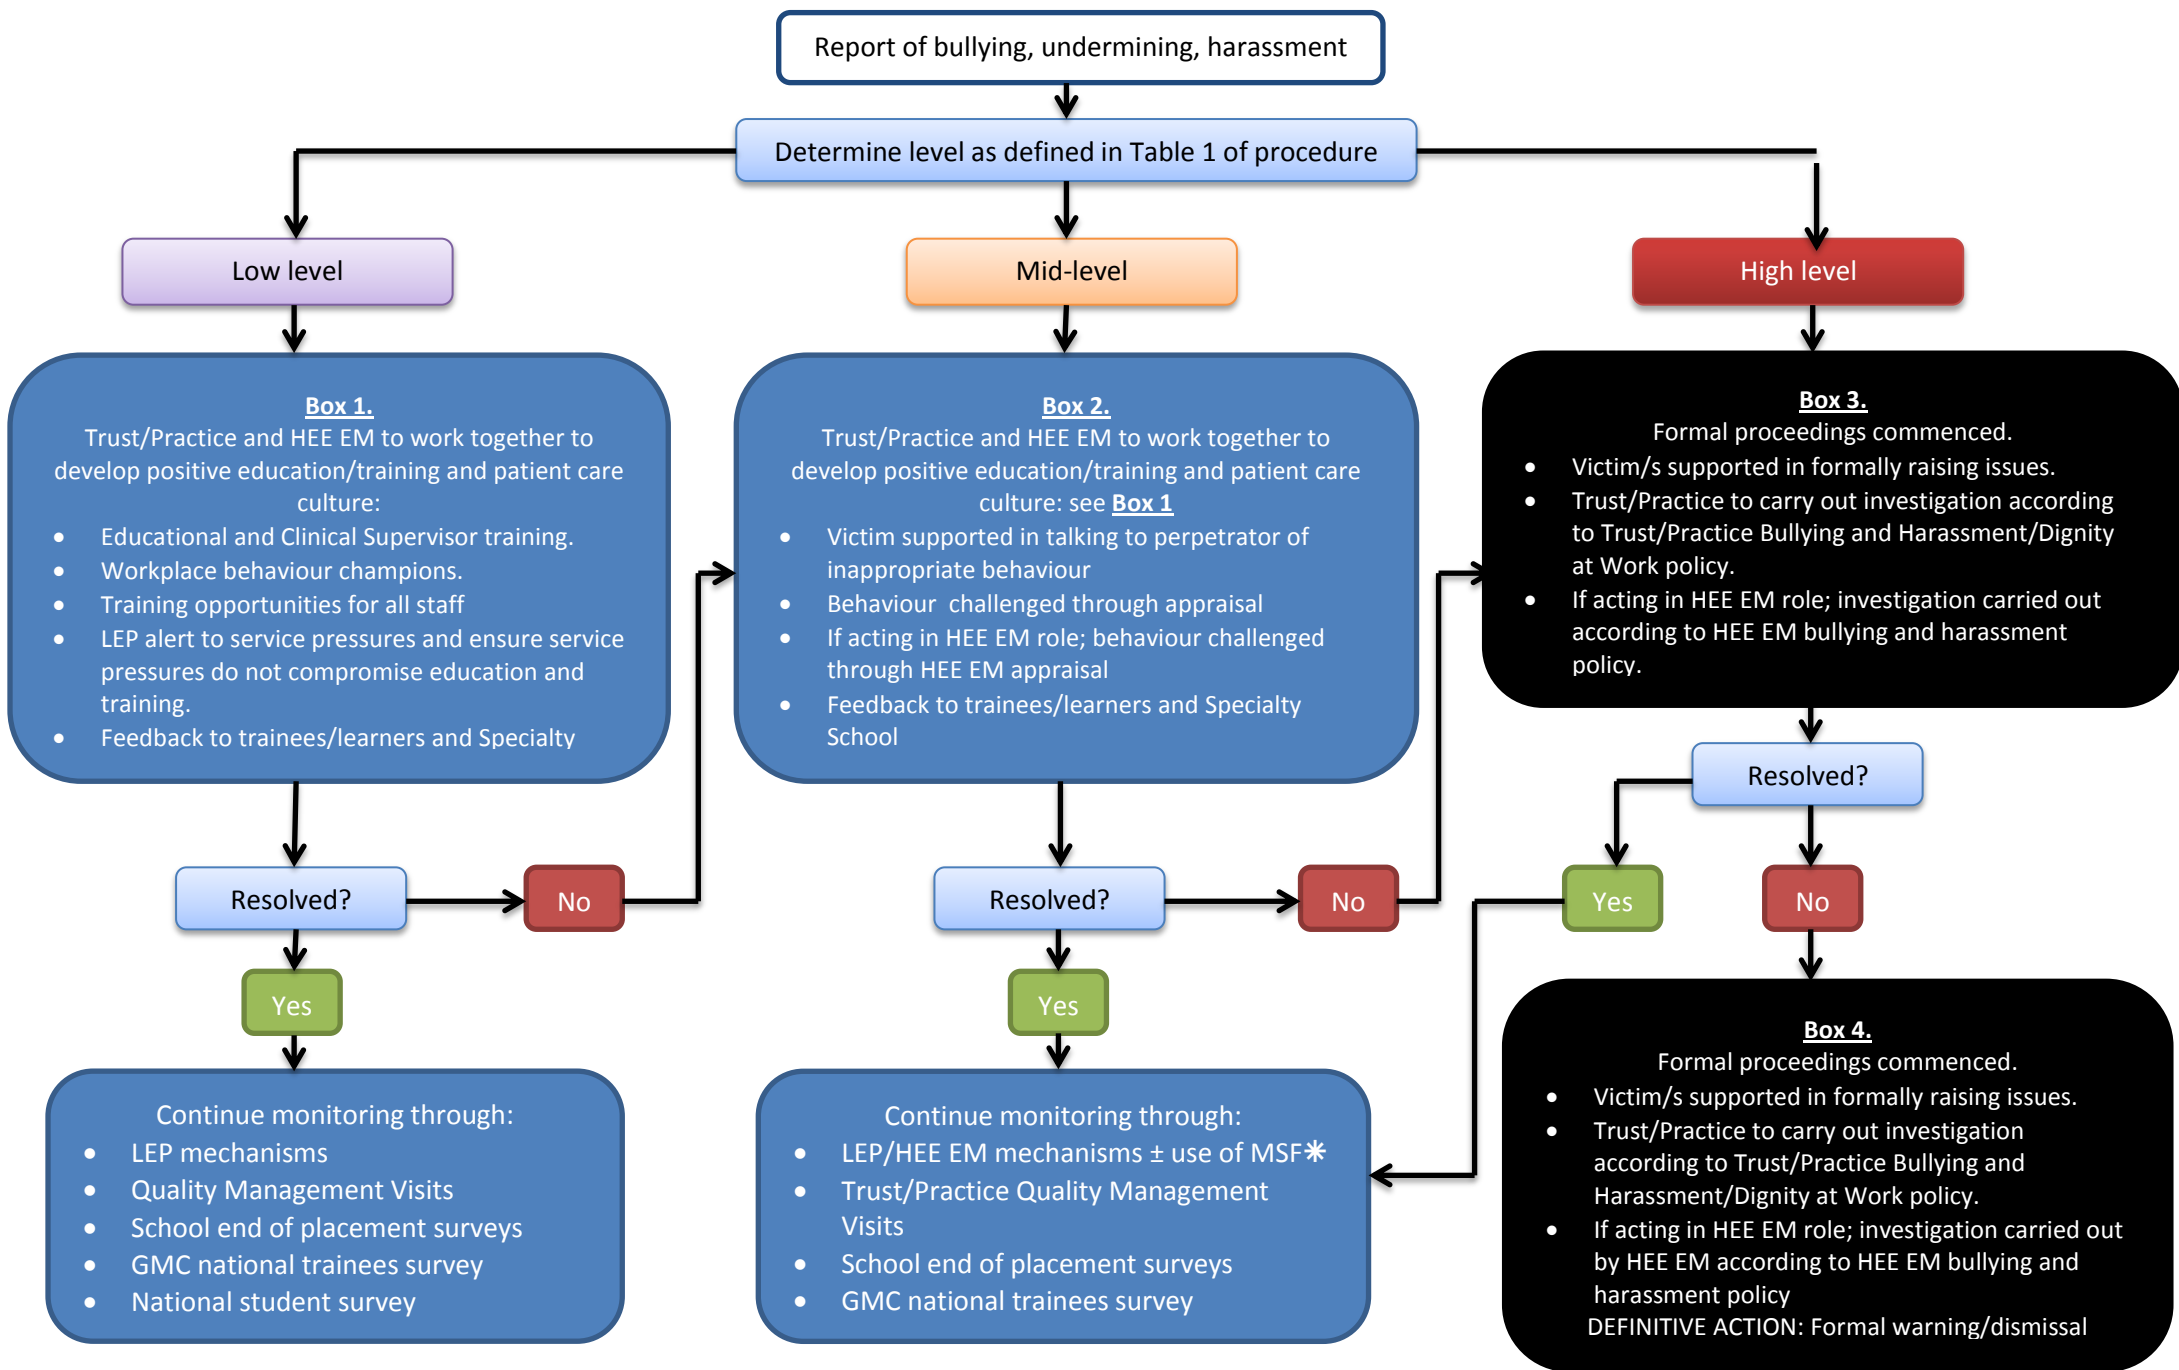 Report of bullying, undermining, harassment
Determine level as defined in Table 1 of procedure
Low level
Mid-level
High level
Box 1.
Trust/Practice and HEE EM to work together to
develop positive education/training and patient care
culture:
• Educational and Clinical Supervisor training.
• Workplace behaviour champions.
• Training opportunities for all staff
• LEP alert to service pressures and ensure service
pressures do not compromise education and
training.
• Feedback to trainees/learners and Specialty
Box 2.
Trust/Practice and HEE EM to work together to
develop positive education/training and patient care
culture: see Box 1
• Victim supported in talking to perpetrator of
inappropriate behaviour
• Behaviour challenged through appraisal
• If acting in HEE EM role; behaviour challenged
through HEE EM appraisal
• Feedback to trainees/learners and Specialty
School
Box 3.
Formal proceedings commenced.
• Victim/s supported in formally raising issues.
• Trust/Practice to carry out investigation according
to Trust/Practice Bullying and Harassment/Dignity
at Work policy.
• If acting in HEE EM role; investigation carried out
according to HEE EM bullying and harassment
policy.
Resolved?
No
Yes
Resolved?
No
Yes
Resolved?
Yes
No
Continue monitoring through:
• LEP mechanisms
• Quality Management Visits
• School end of placement surveys
• GMC national trainees survey
• National student survey
Continue monitoring through:
• LEP/HEE EM mechanisms ± use of MSF✱
• Trust/Practice Quality Management
Visits
• School end of placement surveys
• GMC national trainees survey
Box 4.
Formal proceedings commenced.
• Victim/s supported in formally raising issues.
• Trust/Practice to carry out investigation
according to Trust/Practice Bullying and
Harassment/Dignity at Work policy.
• If acting in HEE EM role; investigation carried out
by HEE EM according to HEE EM bullying and
harassment policy
DEFINITIVE ACTION: Formal warning/dismissal